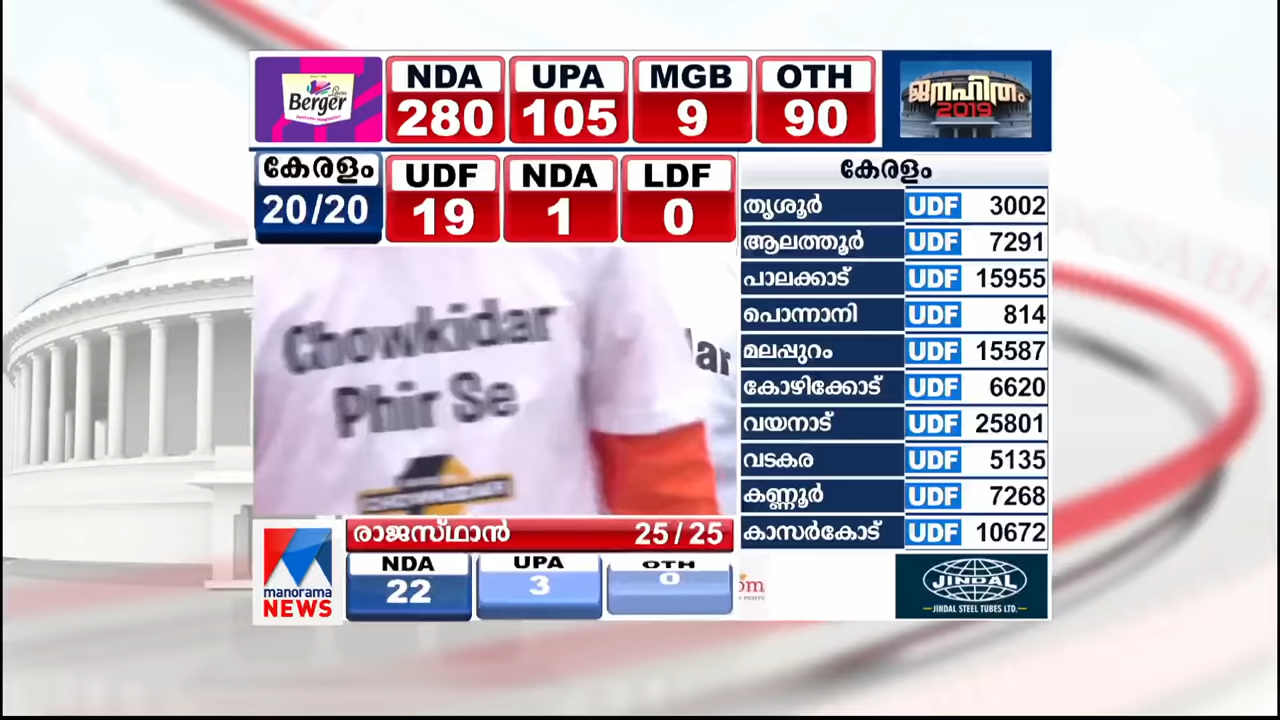 NDA UPA MGB OTH
280 105 9 90
Berger
ജനഹിതം
2019
കേരളം
20/20
UDF NDA LDF
19 1 0
കേരളം
തൃശൂർ UDF 3002
ആലത്തൂർ UDF 7291
പാലക്കാട് UDF 15955
പൊന്നാനി UDF 814
മലപ്പുറം UDF 15587
കോഴിക്കോട് UDF 6620
വയനാട് UDF 25801
വടകര UDF 5135
കണ്ണൂർ UDF 7268
കാസർകോട് UDF 10672
Chowkidar
Phir Se
lar
CHOWKIDAR
രാജസ്ഥാൻ 25/25
NDA UPA OTH
22 3 0
manorama
NEWS
om
JINDAL
JINDAL STEEL TUBES LTD.